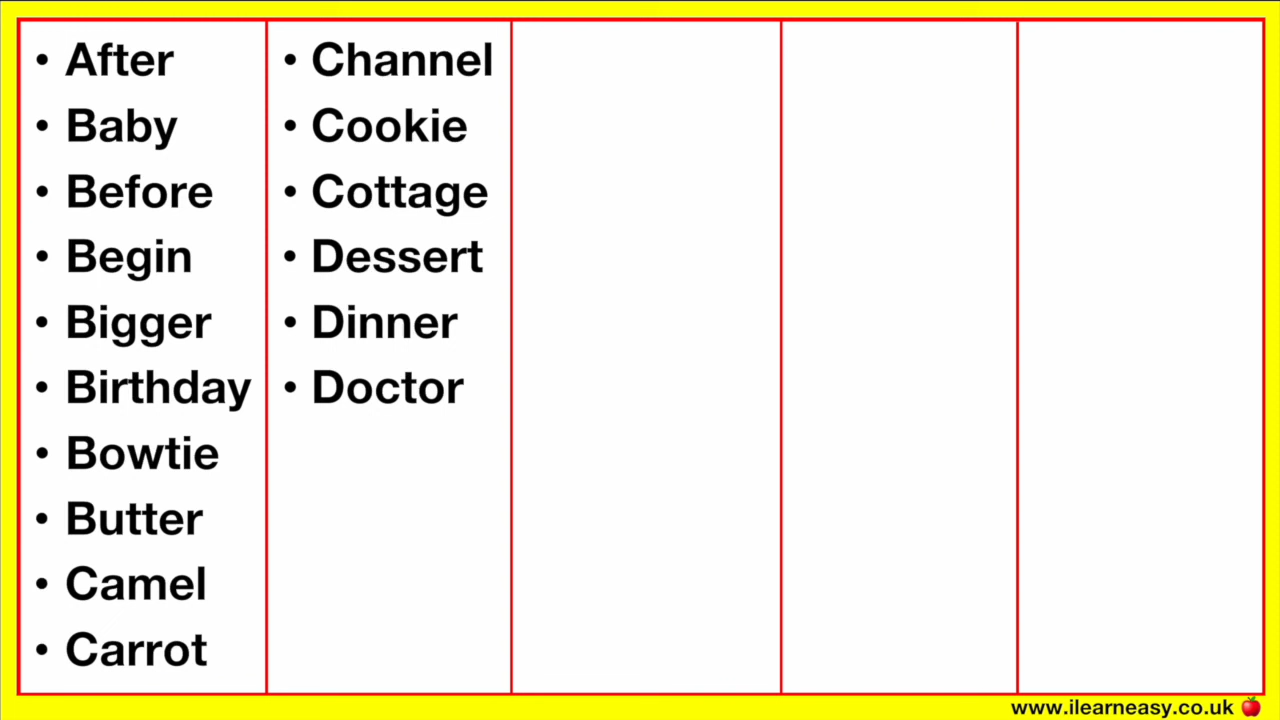 • After
• Baby
• Before
• Begin
• Bigger
• Birthday
• Bowtie
• Butter
• Camel
• Carrot
• Channel
• Cookie
• Cottage
• Dessert
• Dinner
• Doctor
www.ilearneasy.co.uk